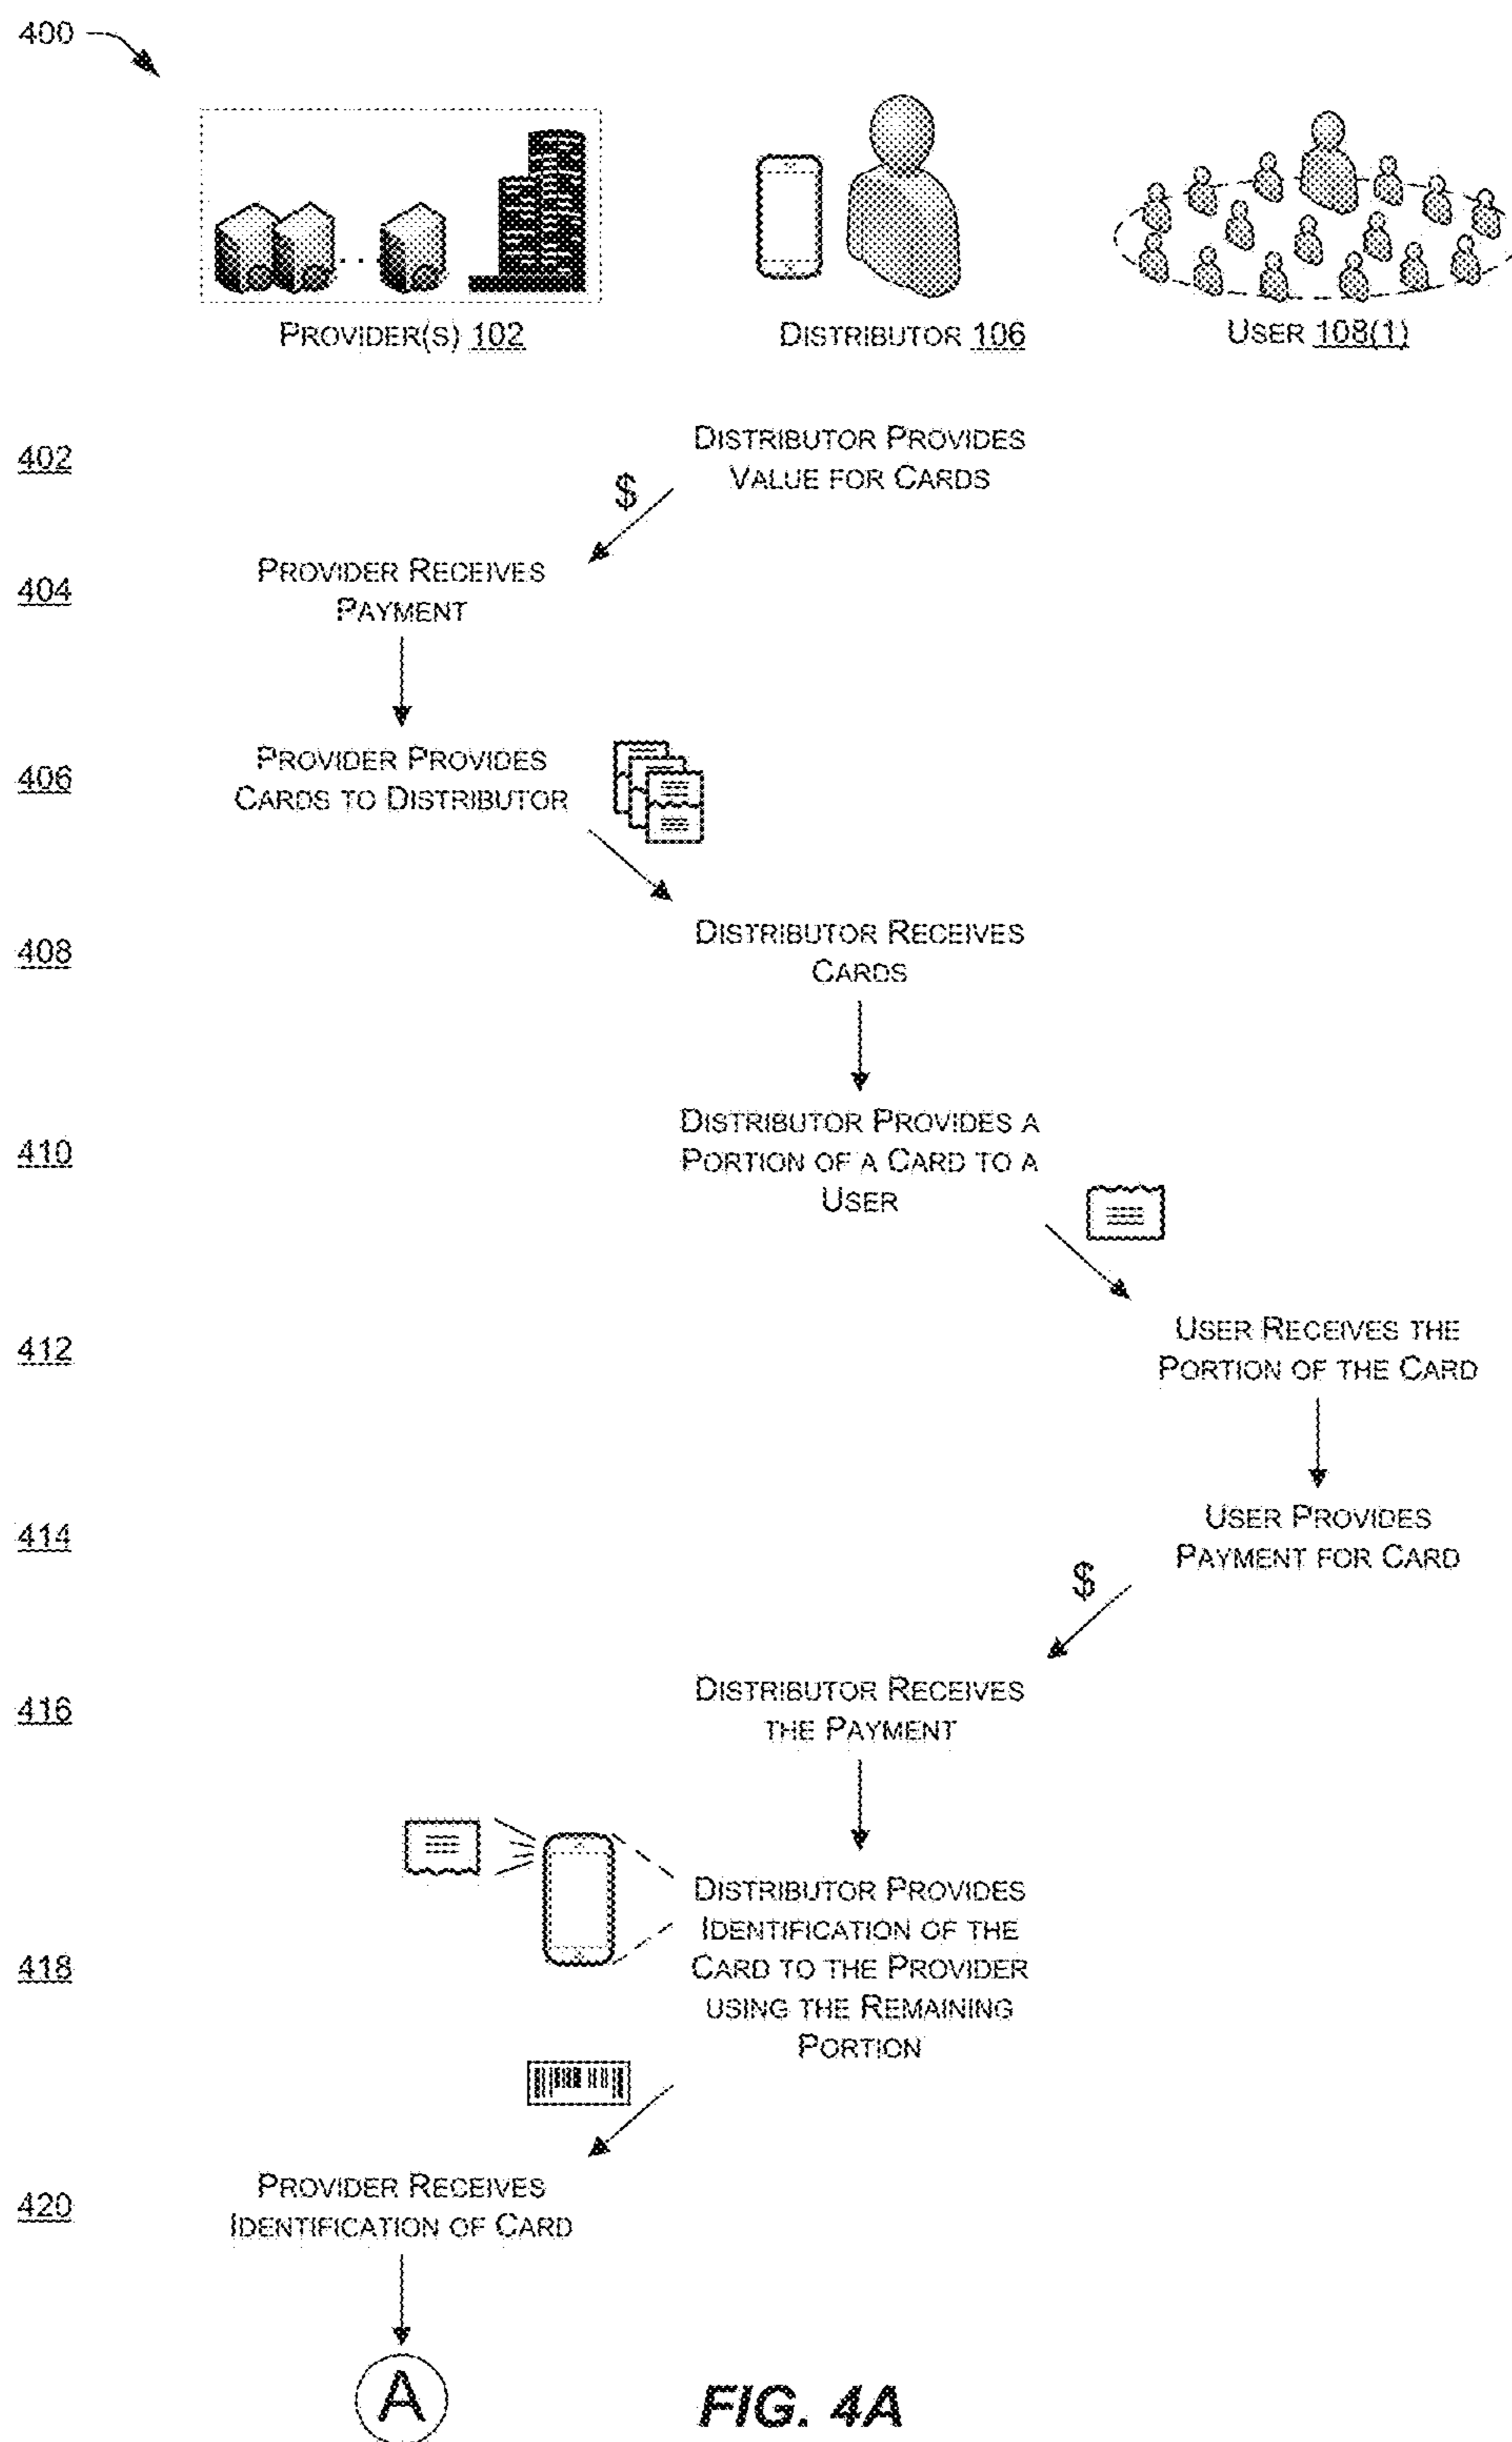 400
PROVIDER(S) 102
DISTRIBUTOR 106
USER 108(1)
402
DISTRIBUTOR PROVIDES
VALUE FOR CARDS
$
404
PROVIDER RECEIVES
PAYMENT
406
PROVIDER PROVIDES
CARDS TO DISTRIBUTOR
408
DISTRIBUTOR RECEIVES
CARDS
410
DISTRIBUTOR PROVIDES A
PORTION OF A CARD TO A
USER
412
USER RECEIVES THE
PORTION OF THE CARD
414
USER PROVIDES
PAYMENT FOR CARD
$
416
DISTRIBUTOR RECEIVES
THE PAYMENT
418
DISTRIBUTOR PROVIDES
IDENTIFICATION OF THE
CARD TO THE PROVIDER
USING THE REMAINING
PORTION
420
PROVIDER RECEIVES
IDENTIFICATION OF CARD
A
FIG. 4A